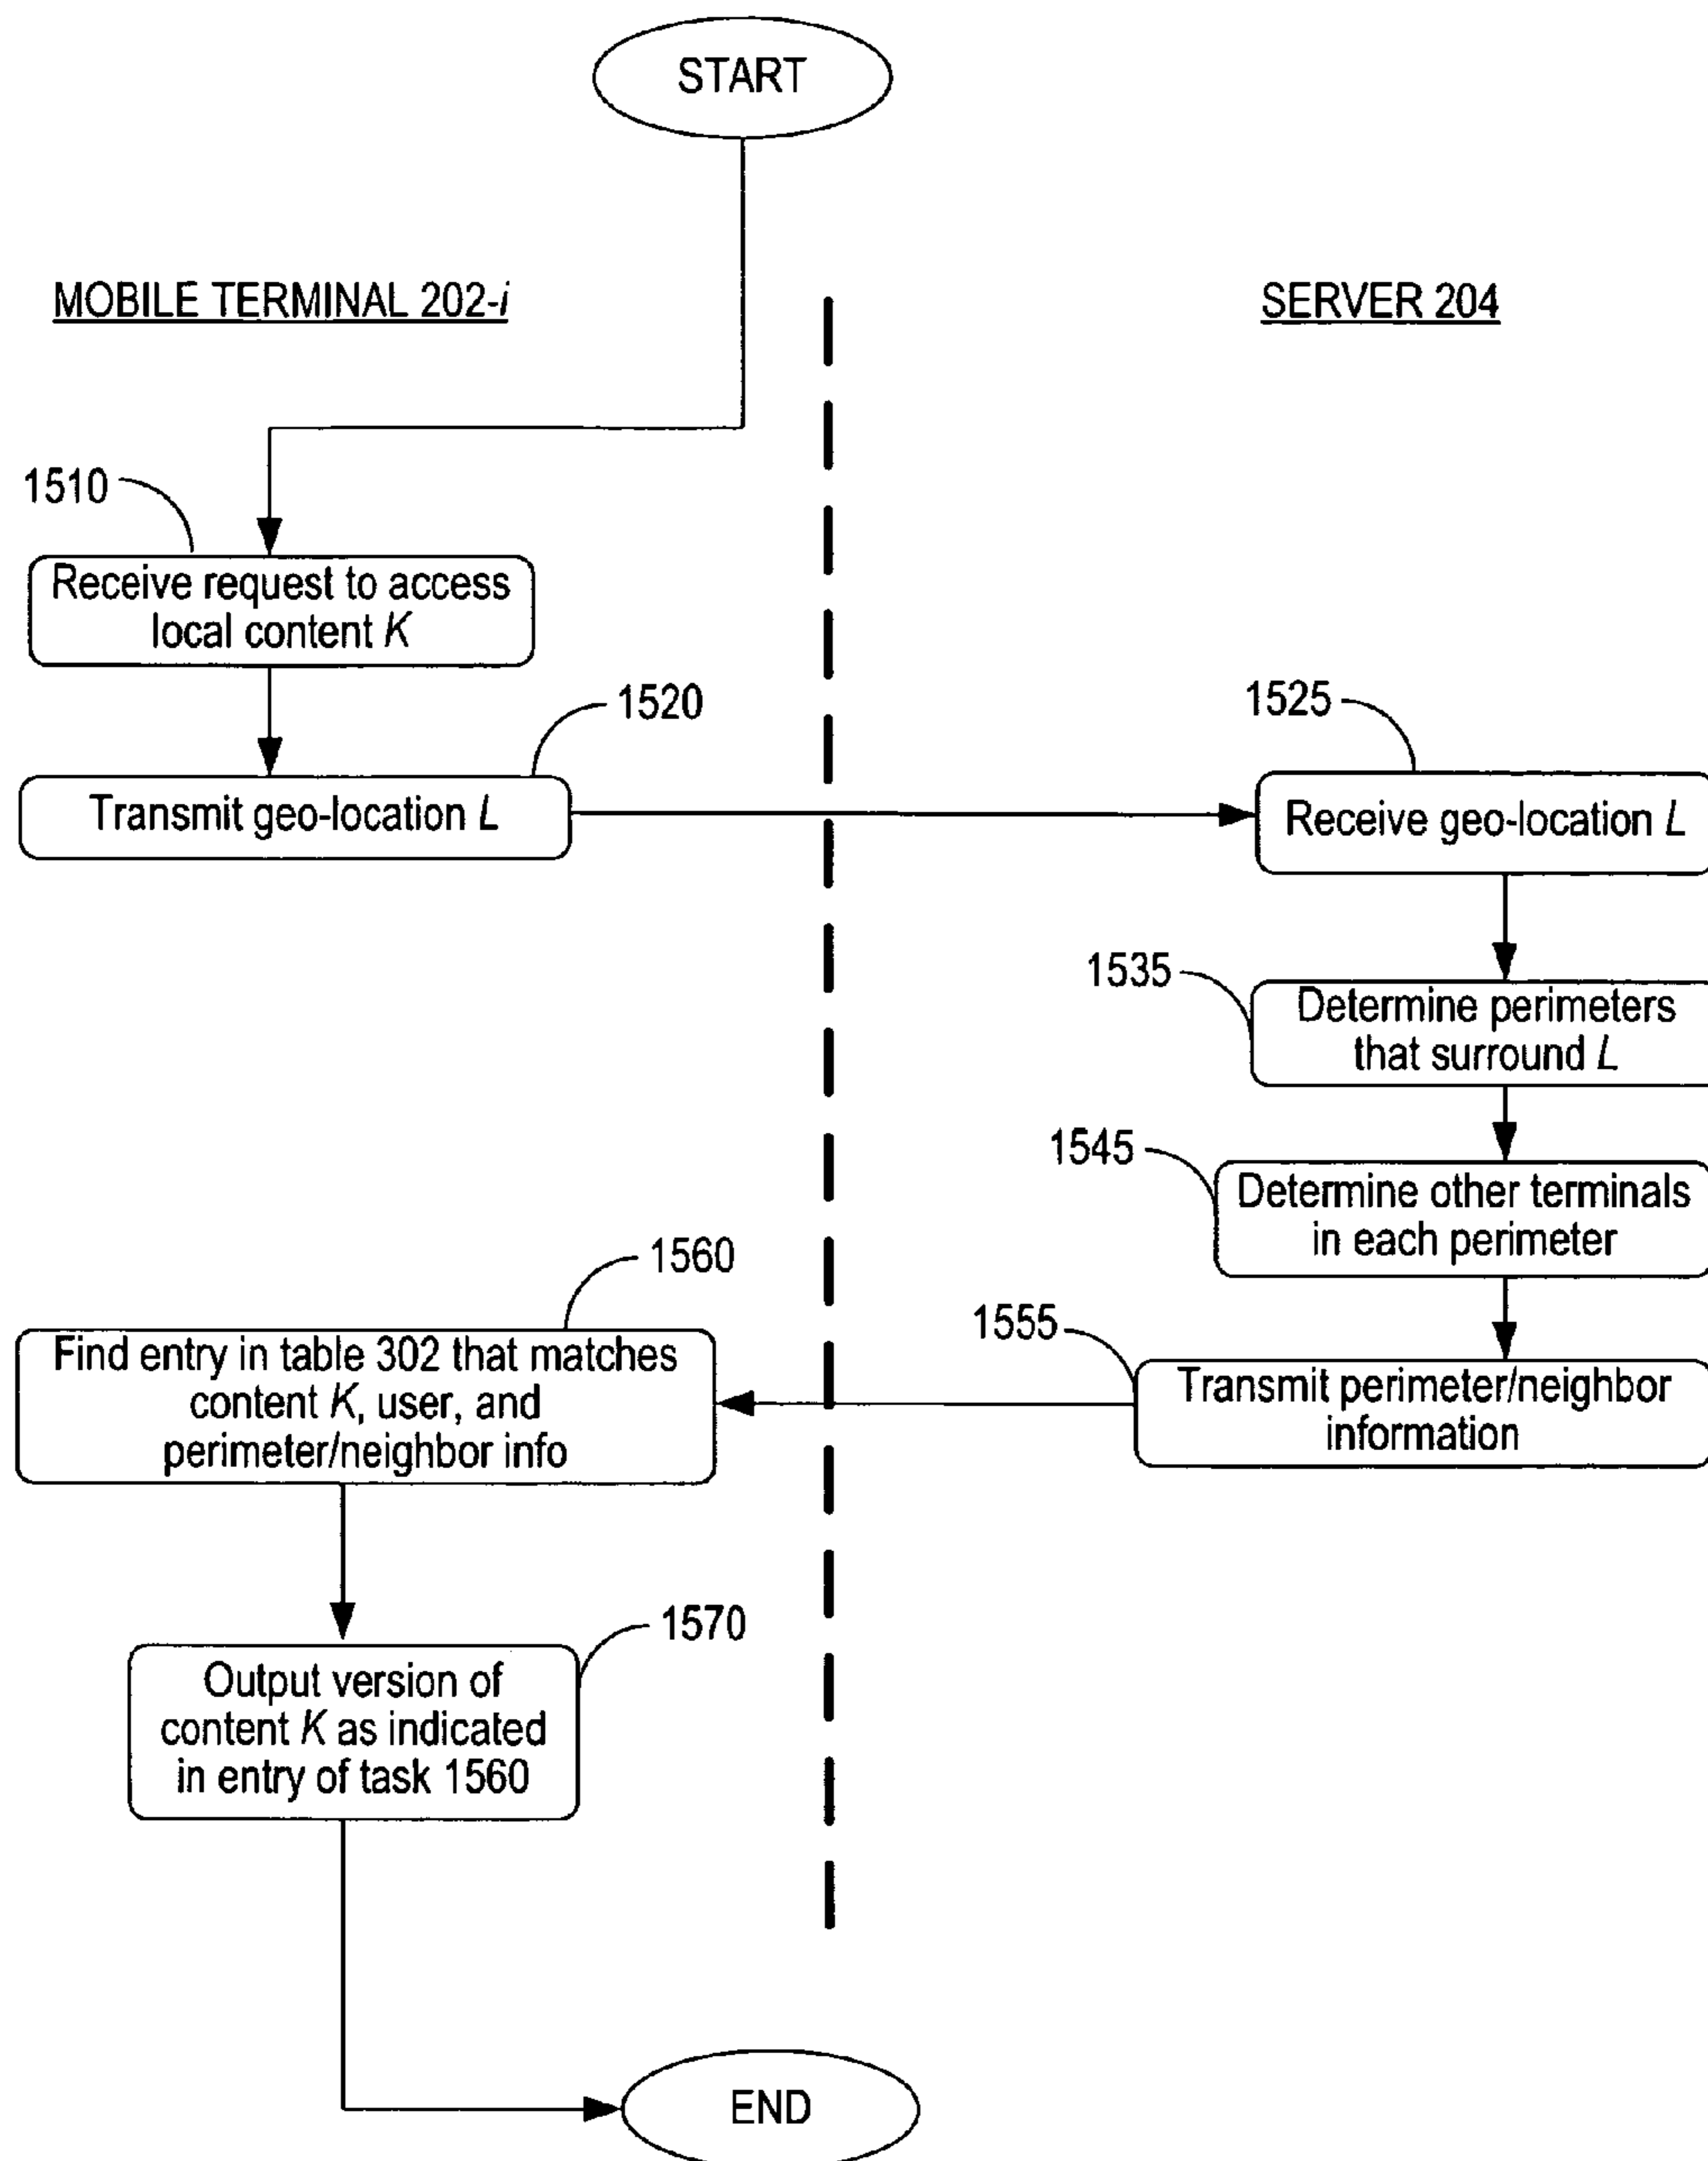 START
MOBILE TERMINAL 202-i
SERVER 204
1510
Receive request to access
local content K
1520
Transmit geo-location L
1525
Receive geo-location L
1535
Determine perimeters
that surround L
1545
Determine other terminals
in each perimeter
1555
Transmit perimeter/neighbor
information
1560
Find entry in table 302 that matches
content K, user, and
perimeter/neighbor info
1570
Output version of
content K as indicated
in entry of task 1560
END